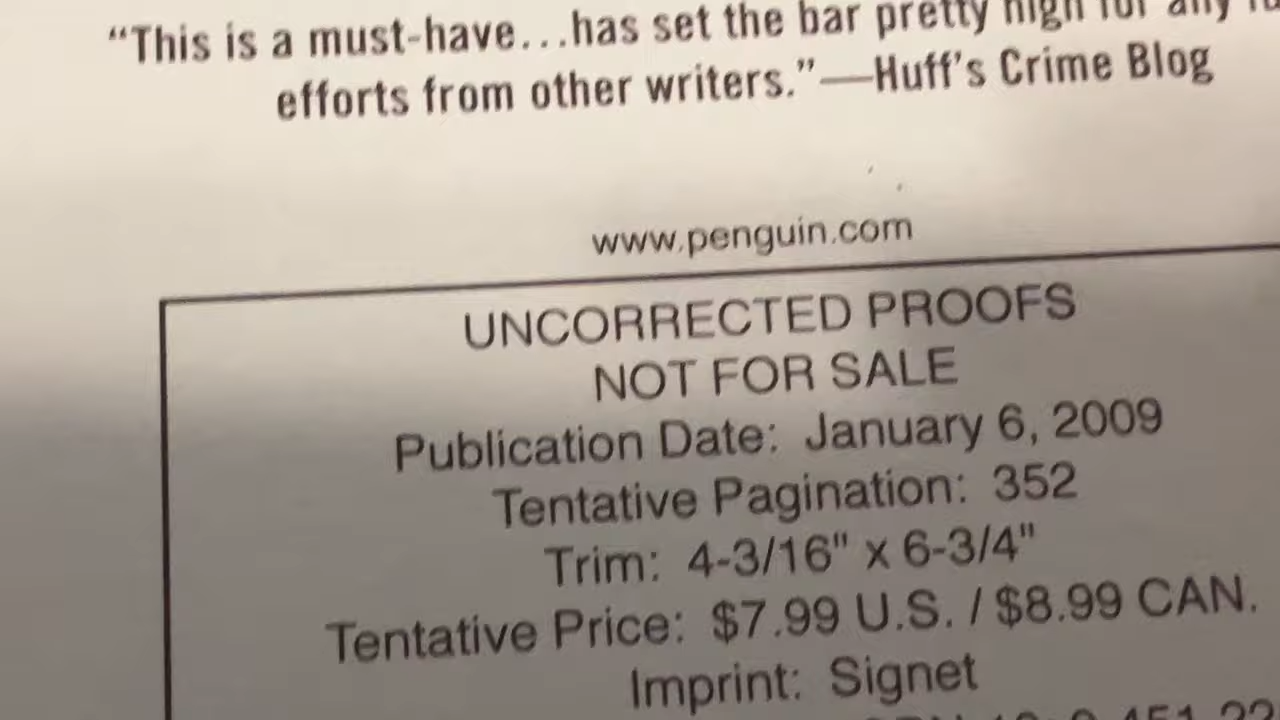 “This is a must-have...has set the bar pretty high for any
efforts from other writers.”—Huff's Crime Blog
www.penguin.com
UNCORRECTED PROOFS
NOT FOR SALE
Publication Date: January 6, 2009
Tentative Pagination: 352
Trim: 4-3/16" x 6-3/4"
Tentative Price: $7.99 U.S. / $8.99 CAN.
Imprint: Signet